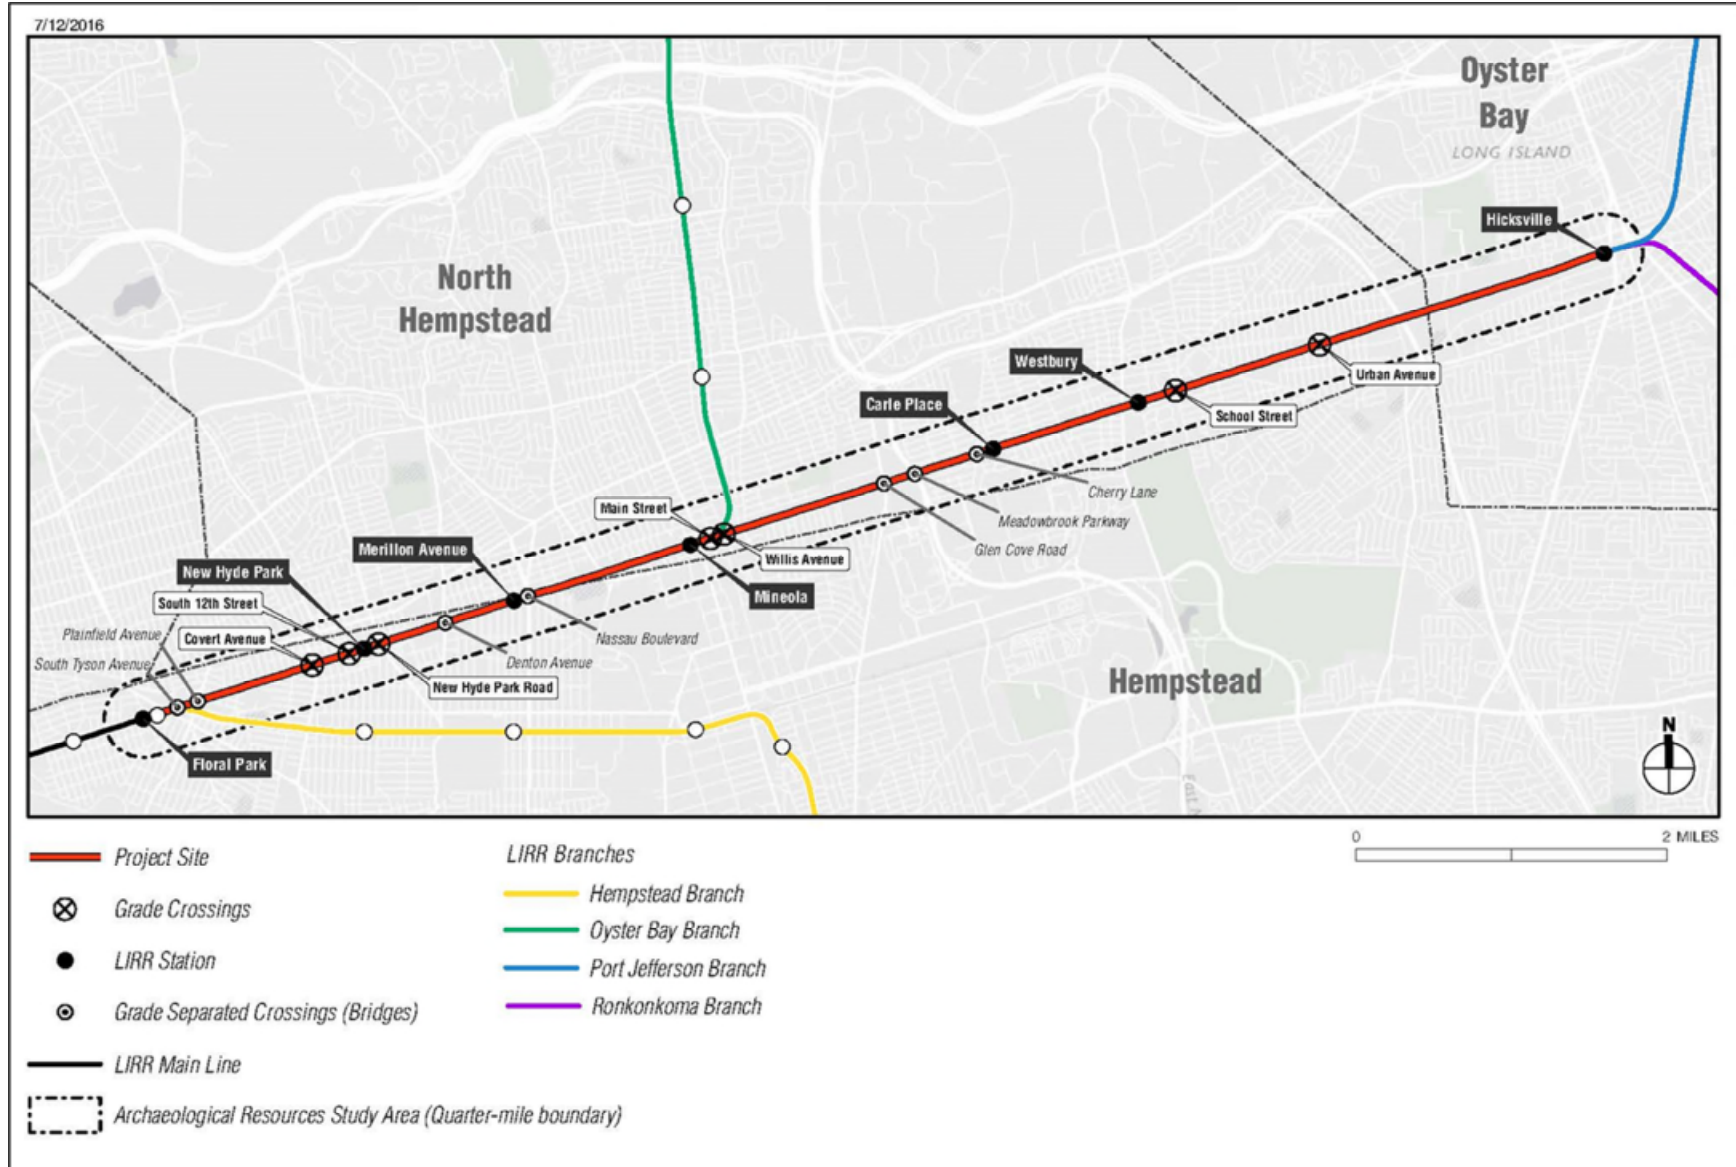 7/12/2016
Oyster
Bay
LONG ISLAND
Hicksville
North
Hempstead
Westbury
Urban Avenue
Carle Place
School Street
Cherry Lane
Main Street
Meadowbrook Parkway
Merillon Avenue
Glen Cove Road
Willis Avenue
New Hyde Park
Mineola
South 12th Street
Plainfield Avenue
Covert Avenue
Nassau Boulevard
South Tyson Avenue
Denton Avenue
New Hyde Park Road
Hempstead
N
Floral Park
0 2 MILES
Project Site
Grade Crossings
LIRR Station
Grade Separated Crossings (Bridges)
LIRR Main Line
Archaeological Resources Study Area (Quarter-mile boundary)
LIRR Branches
Hempstead Branch
Oyster Bay Branch
Port Jefferson Branch
Ronkonkoma Branch